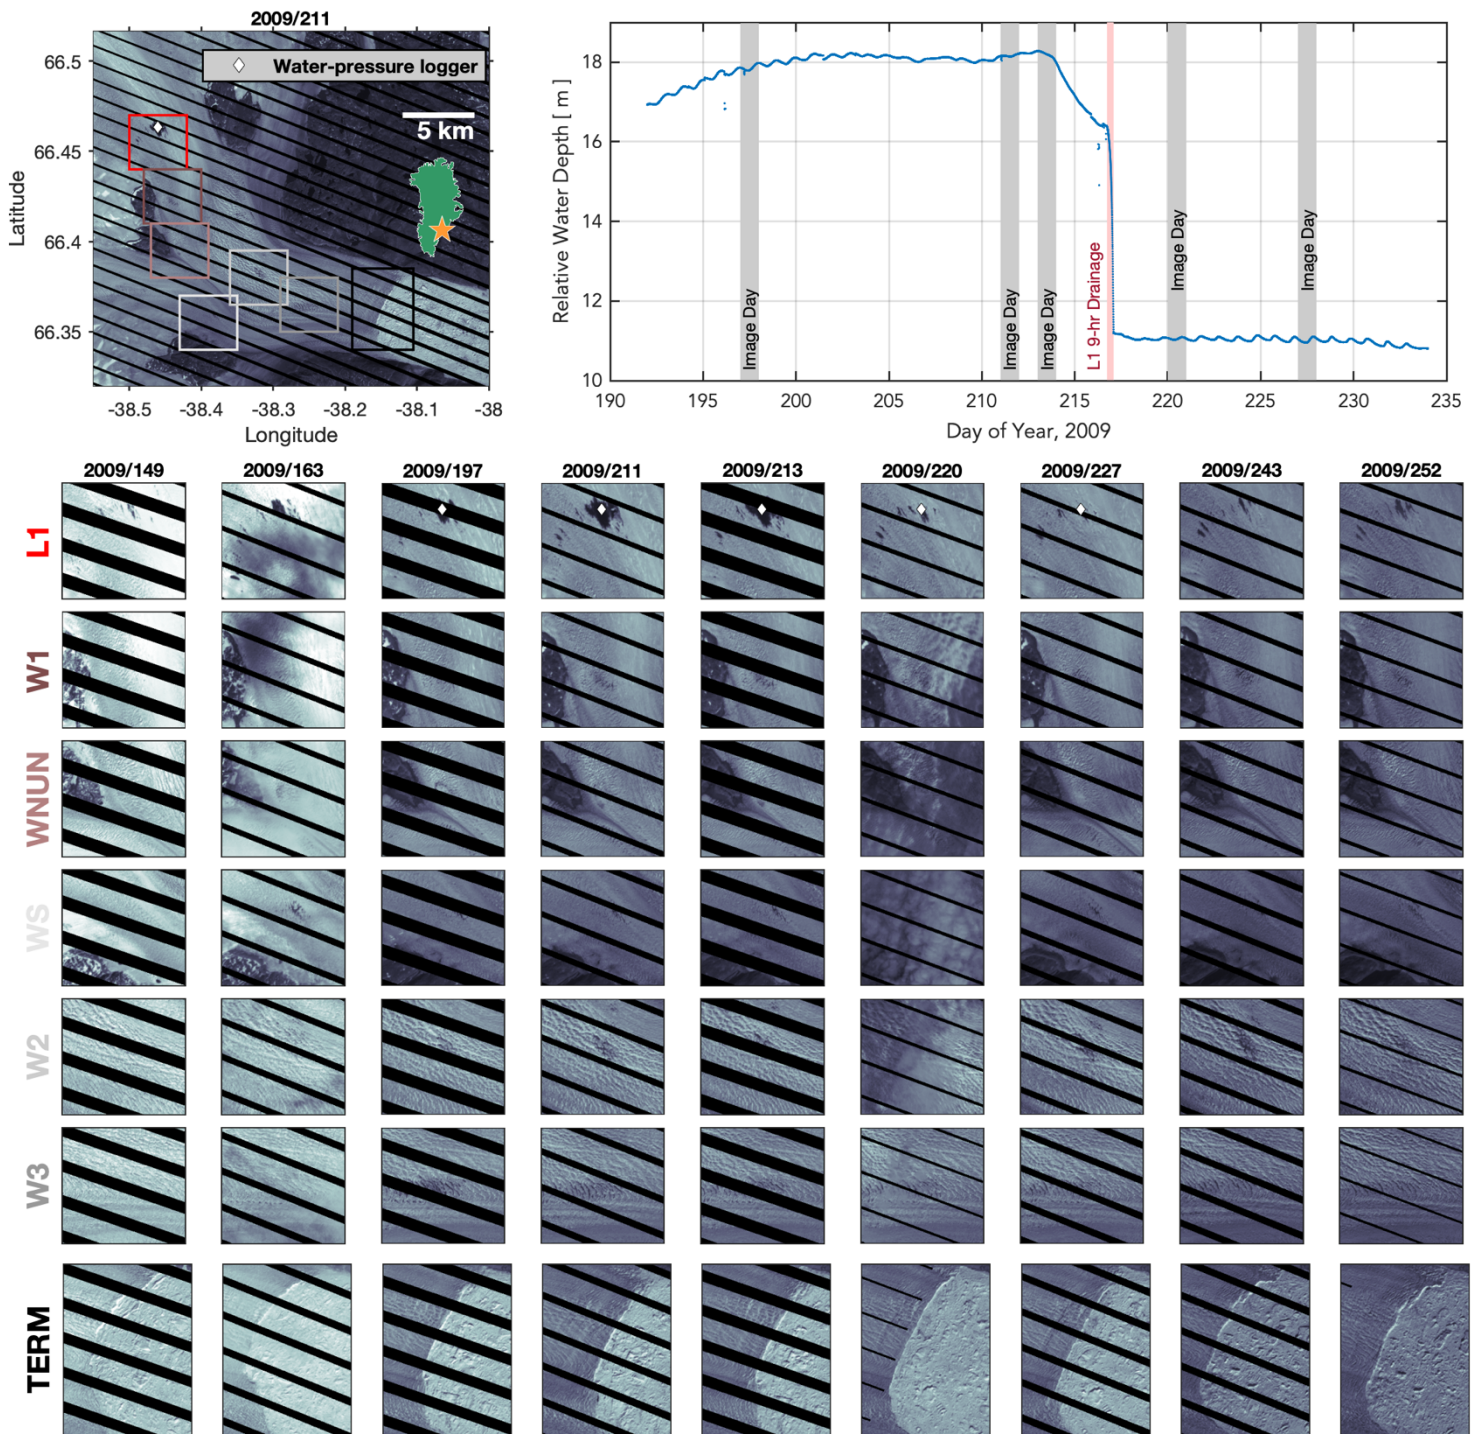 2009/211
Water-pressure logger
5 km
66.5
66.45
66.4
66.35
Latitude
-38.5
-38.4
-38.3
-38.2
-38.1
-38
Longitude
18
16
14
12
10
Relative Water Depth [ m ]
Image Day
Image Day
Image Day
L1 9-hr Drainage
Image Day
Image Day
190
195
200
205
210
215
220
225
230
235
Day of Year, 2009
2009/149
2009/163
2009/197
2009/211
2009/213
2009/220
2009/227
2009/243
2009/252
L1
W1
WNUN
WS
W2
W3
TERM